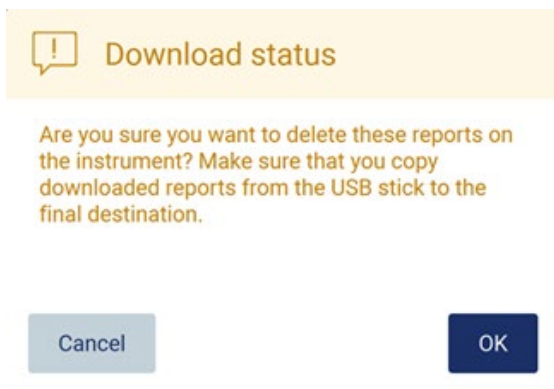 Download status
Are you sure you want to delete these reports on
the instrument? Make sure that you copy
downloaded reports from the USB stick to the
final destination.
Cancel
OK